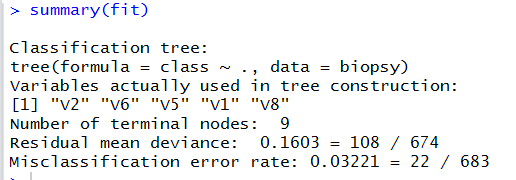 > summary(fit)
Classification tree:
tree(formula = class ~ ., data = biopsy)
Variables actually used in tree construction:
[1] "V2" "V6" "V5" "V1" "V8"
Number of terminal nodes:  9
Residual mean deviance:  0.1603 = 108 / 674
Misclassification error rate: 0.03221 = 22 / 683